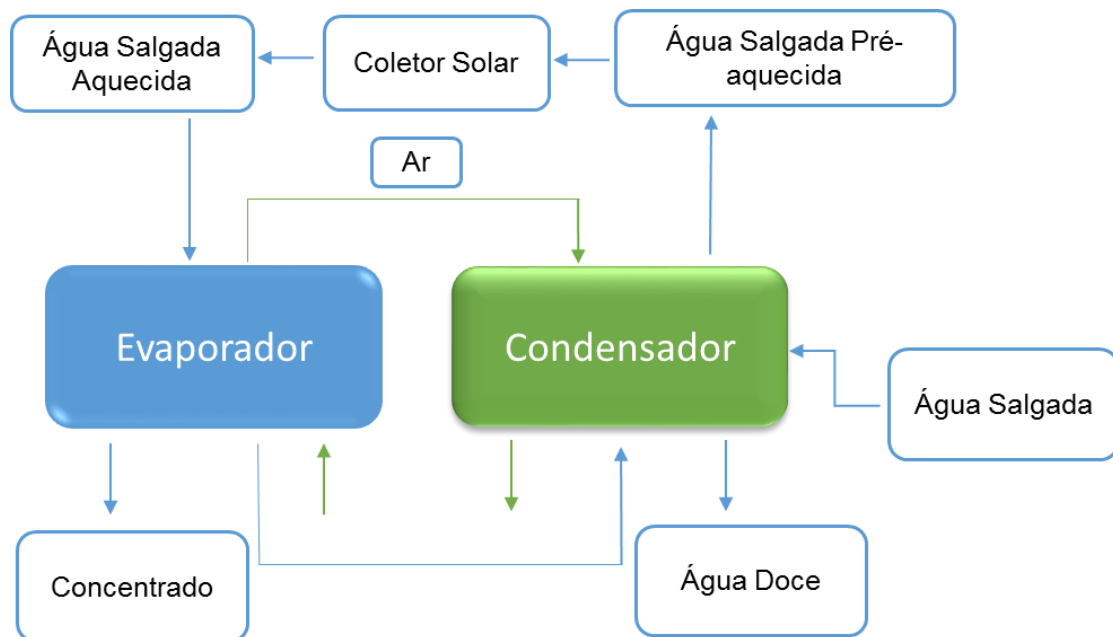 Água Salgada
Aquecida
Coletor Solar
Água Salgada Pré-
aquecida
Ar
Evaporador
Condensador
Água Salgada
Concentrado
Água Doce